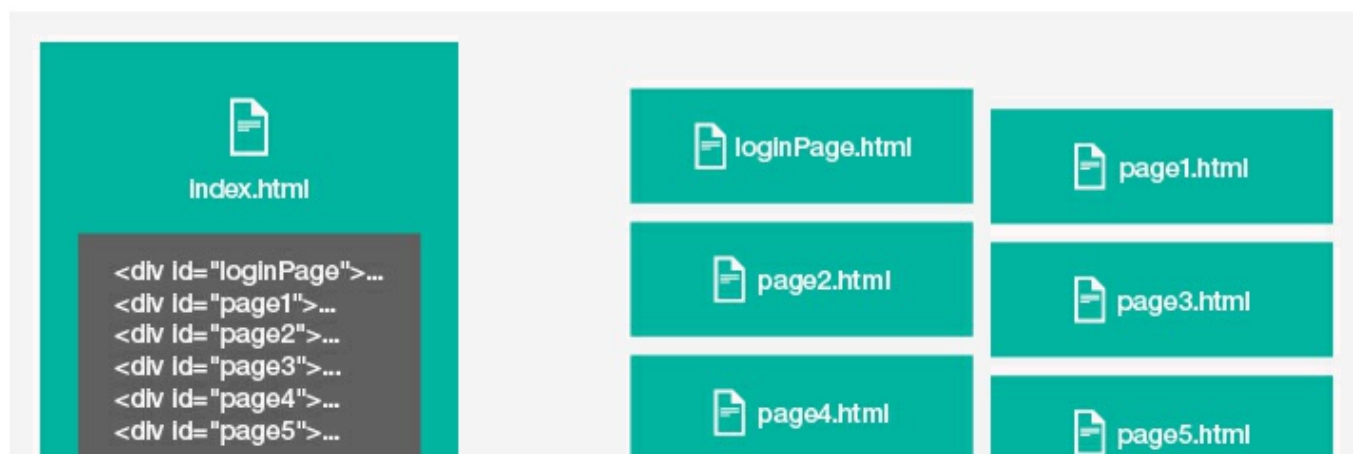 index.html
<div id="loginPage">...
<div id="page1">...
<div id="page2">...
<div id="page3">...
<div id="page4">...
<div id="page5">...
loginPage.html
page1.html
page2.html
page3.html
page4.html
page5.html